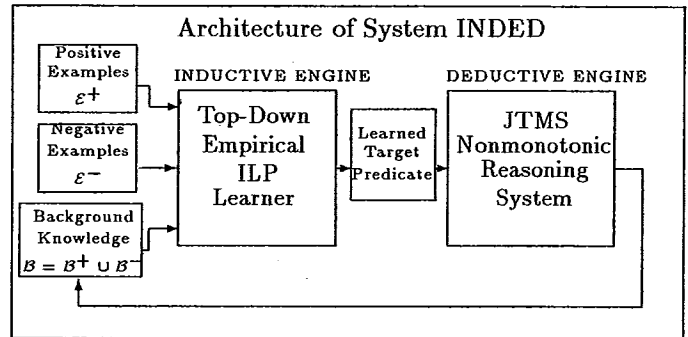 Architecture of System INDED
Positive
Examples
ℰ+
INDUCTIVE ENGINE
DEDUCTIVE ENGINE
Negative
Examples
ℰ−
Top-Down
Empirical
ILP
Learner
Learned
Target
Predicate
JTMS
Nonmonotonic
Reasoning
System
Background
Knowledge
ℬ = ℬ+ ∪ ℬ−